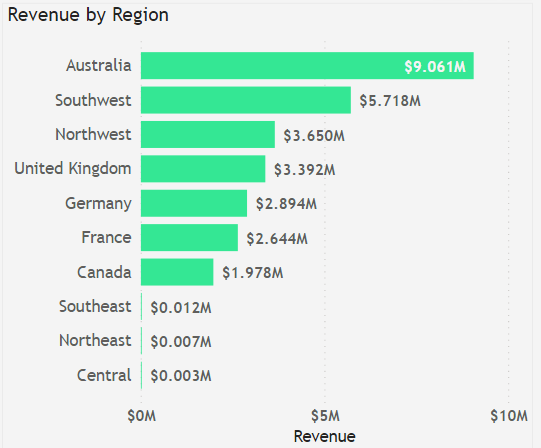 Revenue by Region
Australia $9.061M
Southwest $5.718M
Northwest $3.650M
United Kingdom $3.392M
Germany $2.894M
France $2.644M
Canada $1.978M
Southeast $0.012M
Northeast $0.007M
Central $0.003M
$0M $5M $10M
Revenue